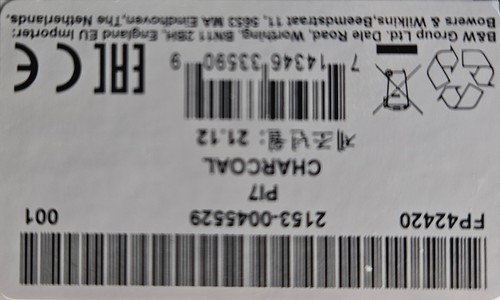 FP42420 2153-0045529 001
PI7
CHARCOAL
제조년월: 21.12
7 14346 33590 9
EAC CE
B&W Group Ltd. Dale Road, Worthing, BN11 2BH, England EU Importer:
Bowers & Wilkins, Beemdstraat 11, 5653 MA Eindhoven, The Netherlands.